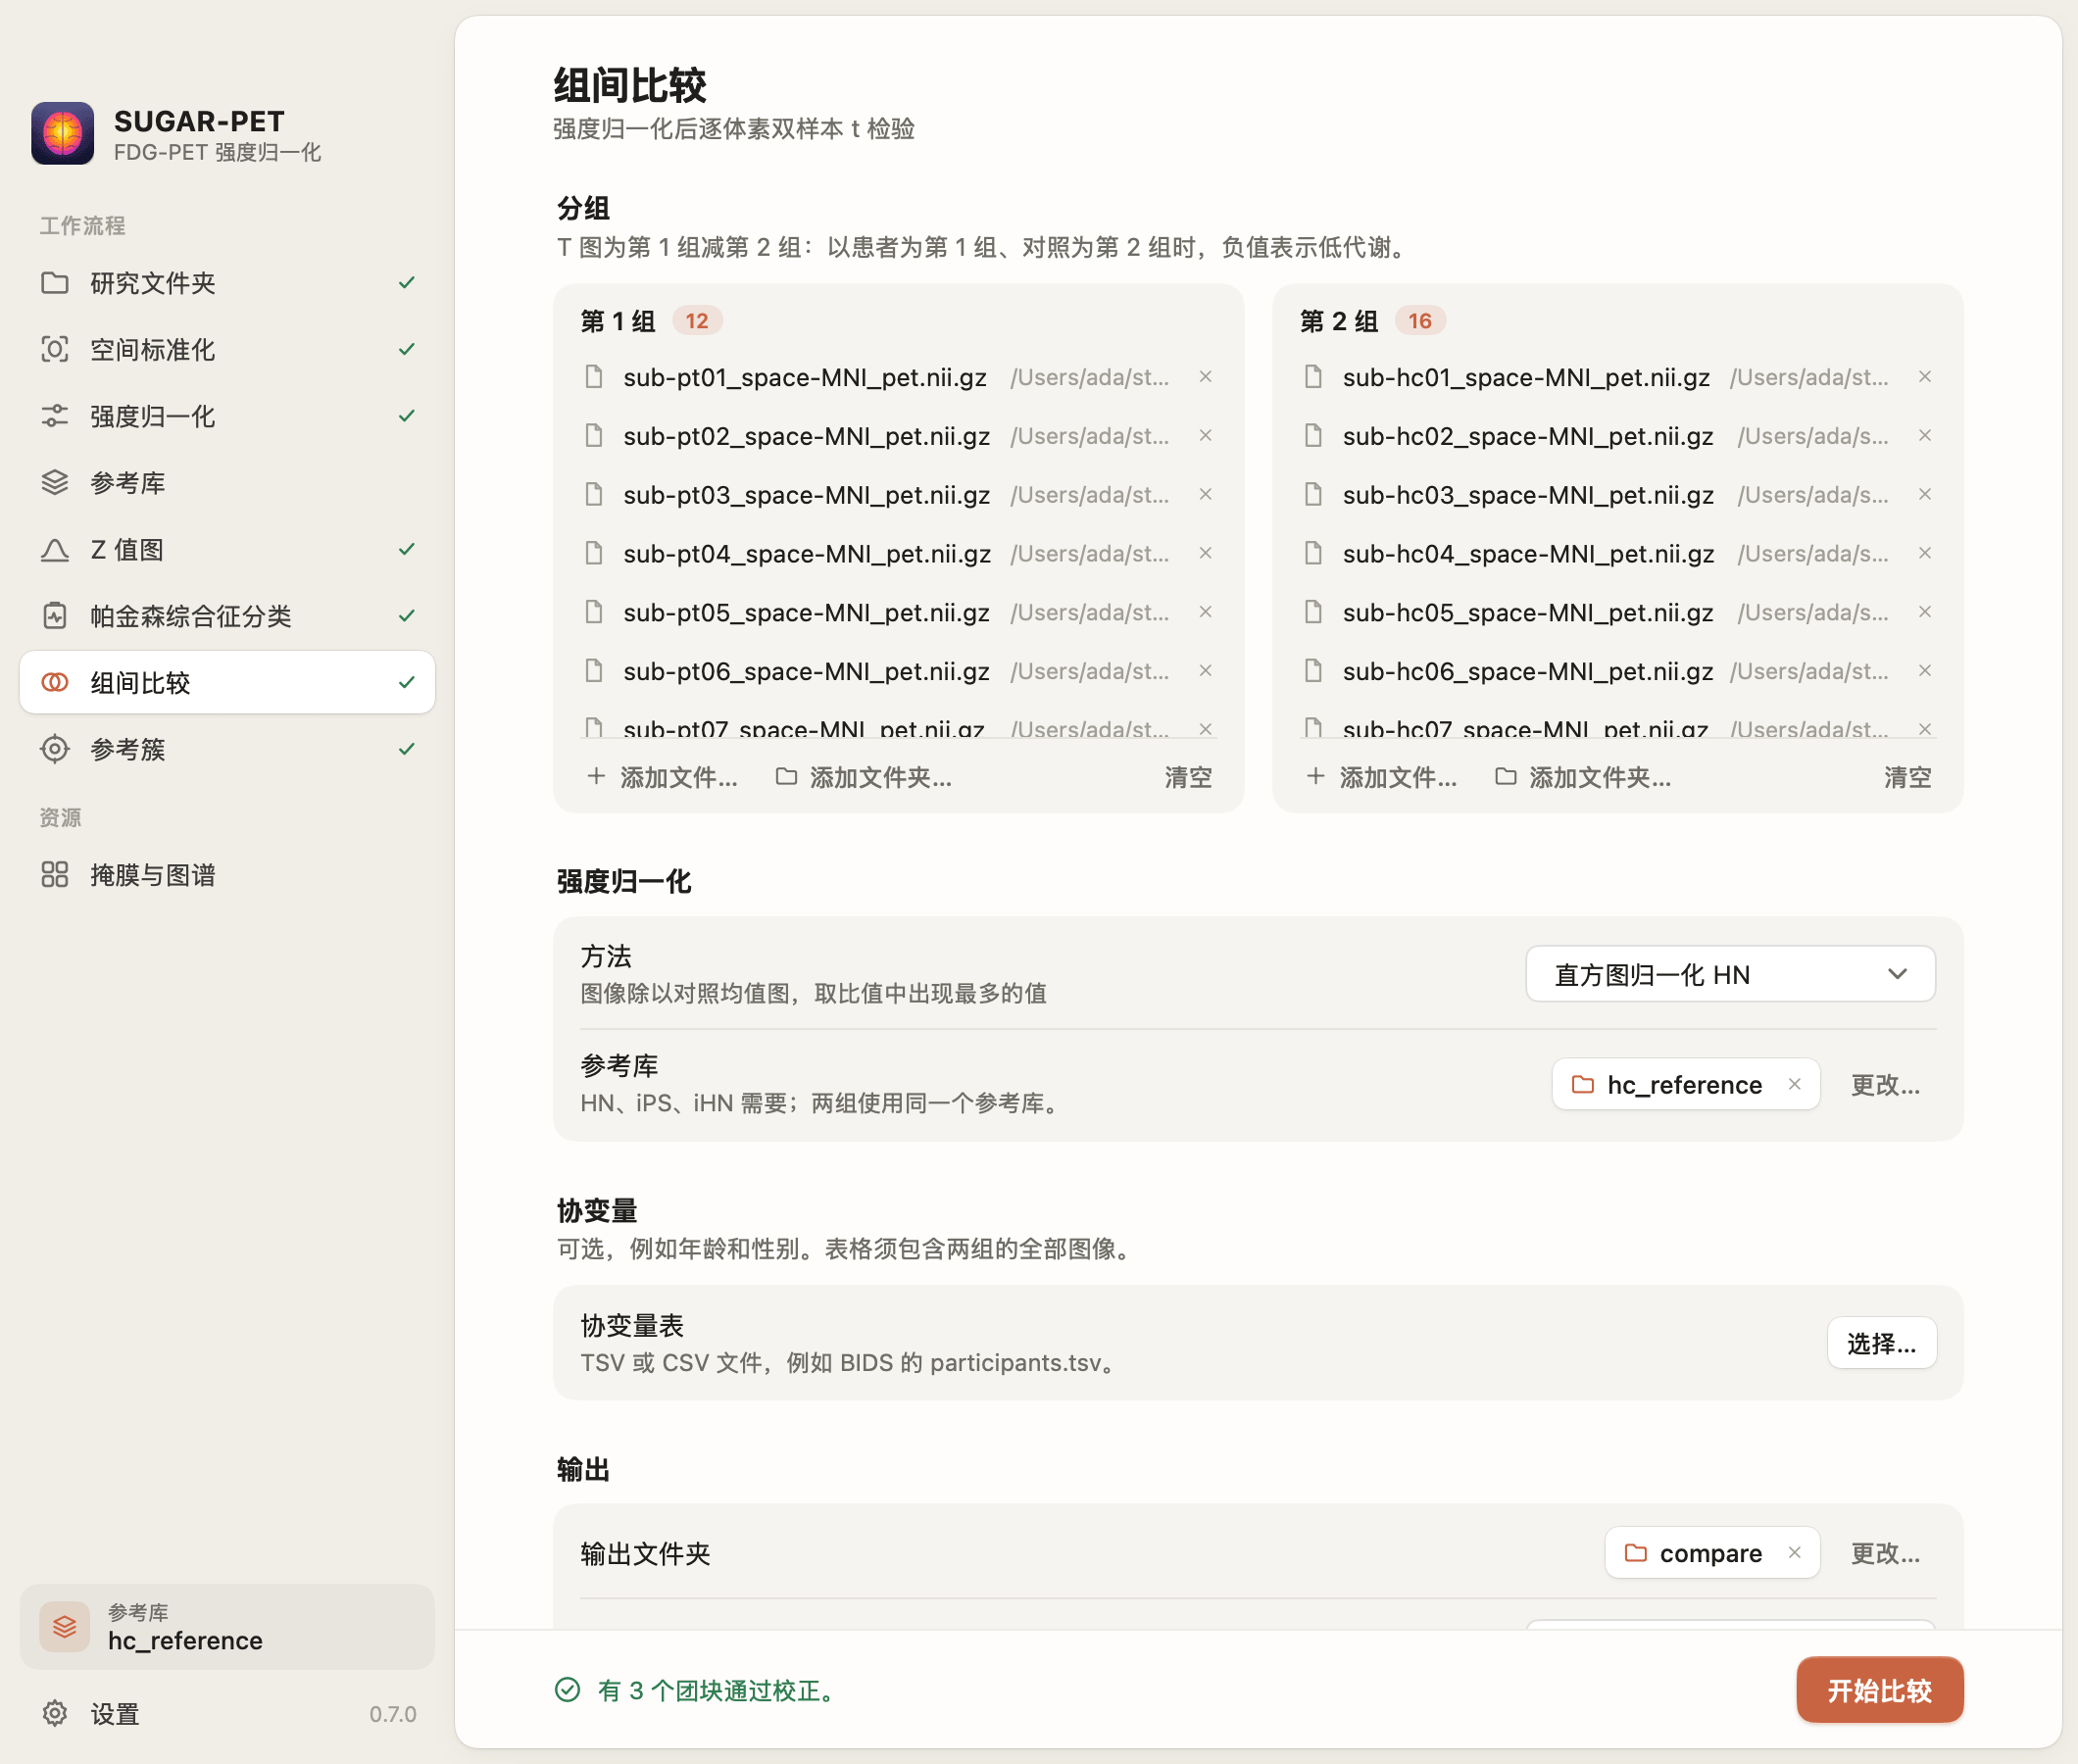 SUGAR-PET
FDG-PET 强度归一化
工作流程
研究文件夹
空间标准化
强度归一化
参考库
Z 值图
帕金森综合征分类
组间比较
参考簇
资源
掩膜与图谱
参考库
hc_reference
设置 0.7.0
组间比较
强度归一化后逐体素双样本 t 检验
分组
T 图为第 1 组减第 2 组：以患者为第 1 组、对照为第 2 组时，负值表示低代谢。
第 1 组 12
sub-pt01_space-MNI_pet.nii.gz /Users/ada/st...
sub-pt02_space-MNI_pet.nii.gz /Users/ada/st...
sub-pt03_space-MNI_pet.nii.gz /Users/ada/st...
sub-pt04_space-MNI_pet.nii.gz /Users/ada/st...
sub-pt05_space-MNI_pet.nii.gz /Users/ada/st...
sub-pt06_space-MNI_pet.nii.gz /Users/ada/st...
sub-pt07_space-MNI_pet.nii.gz /Users/ada/st...
添加文件... 添加文件夹... 清空
第 2 组 16
sub-hc01_space-MNI_pet.nii.gz /Users/ada/st...
sub-hc02_space-MNI_pet.nii.gz /Users/ada/s...
sub-hc03_space-MNI_pet.nii.gz /Users/ada/s...
sub-hc04_space-MNI_pet.nii.gz /Users/ada/s...
sub-hc05_space-MNI_pet.nii.gz /Users/ada/s...
sub-hc06_space-MNI_pet.nii.gz /Users/ada/s...
sub-hc07_space-MNI_pet.nii.gz /Users/ada/s...
添加文件... 添加文件夹... 清空
强度归一化
方法
图像除以对照均值图，取比值中出现最多的值
直方图归一化 HN
参考库
HN、iPS、iHN 需要；两组使用同一个参考库。
hc_reference 更改...
协变量
可选，例如年龄和性别。表格须包含两组的全部图像。
协变量表
TSV 或 CSV 文件，例如 BIDS 的 participants.tsv。
选择...
输出
输出文件夹
compare 更改...
有 3 个团块通过校正。
开始比较